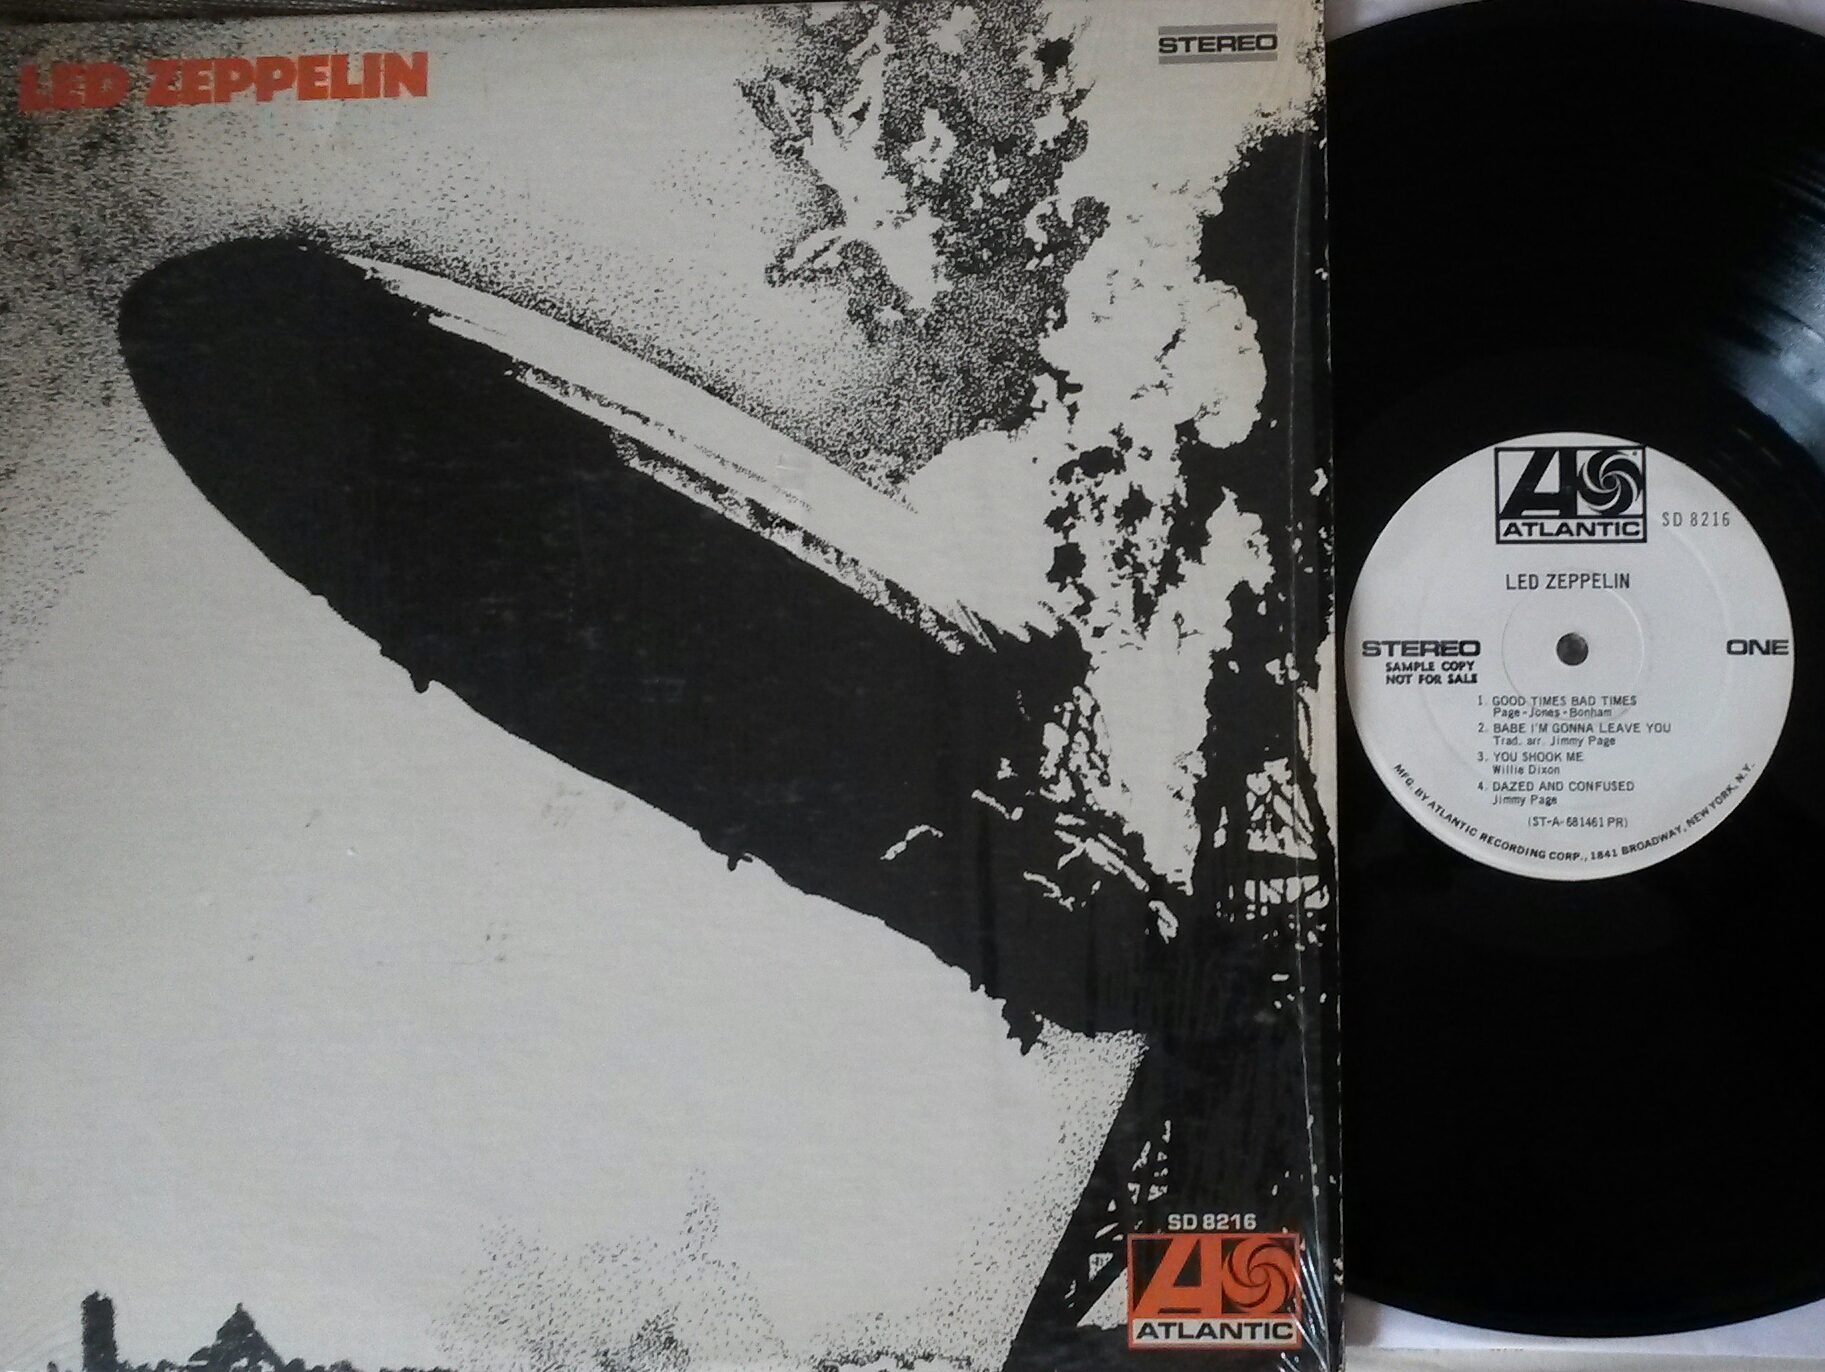 LED ZEPPELIN
STEREO
SD 8216
ATLANTIC
ATLANTIC
SD 8216
LED ZEPPELIN
STEREO
ONE
SAMPLE COPY
NOT FOR SALE
1. GOOD TIMES BAD TIMES
Page-Jones-Bonham
2. BABE I'M GONNA LEAVE YOU
Trad. arr. Jimmy Page
3. YOU SHOOK ME
Willie Dixon
4. DAZED AND CONFUSED
Jimmy Page
(ST-A-681461 PR)
MFG. BY ATLANTIC RECORDING CORP., 1841 BROADWAY, NEW YORK, N.Y.